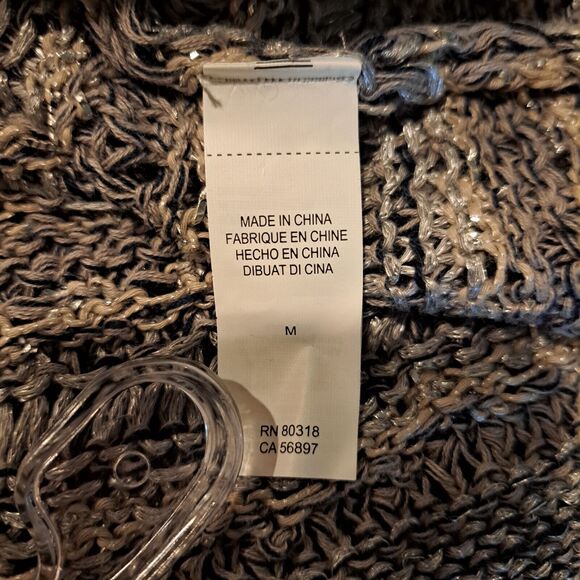 MADE IN CHINA
FABRIQUE EN CHINE
HECHO EN CHINA
DIBUAT DI CINA
M
RN 80318
CA 56897